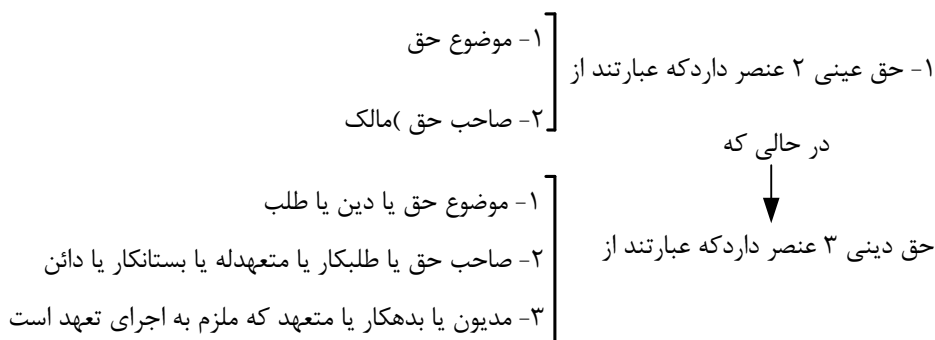 ۱- حق عینی ۲ عنصر داردکه عبارتند از
۱- موضوع حق
۲- صاحب حق )مالک
در حالی که
حق دینی ۳ عنصر داردکه عبارتند از
۱- موضوع حق یا دین یا طلب
۲- صاحب حق یا طلبکار یا متعهدله یا بستانکار یا دائن
۳- مدیون یا بدهکار یا متعهد که ملزم به اجرای تعهد است